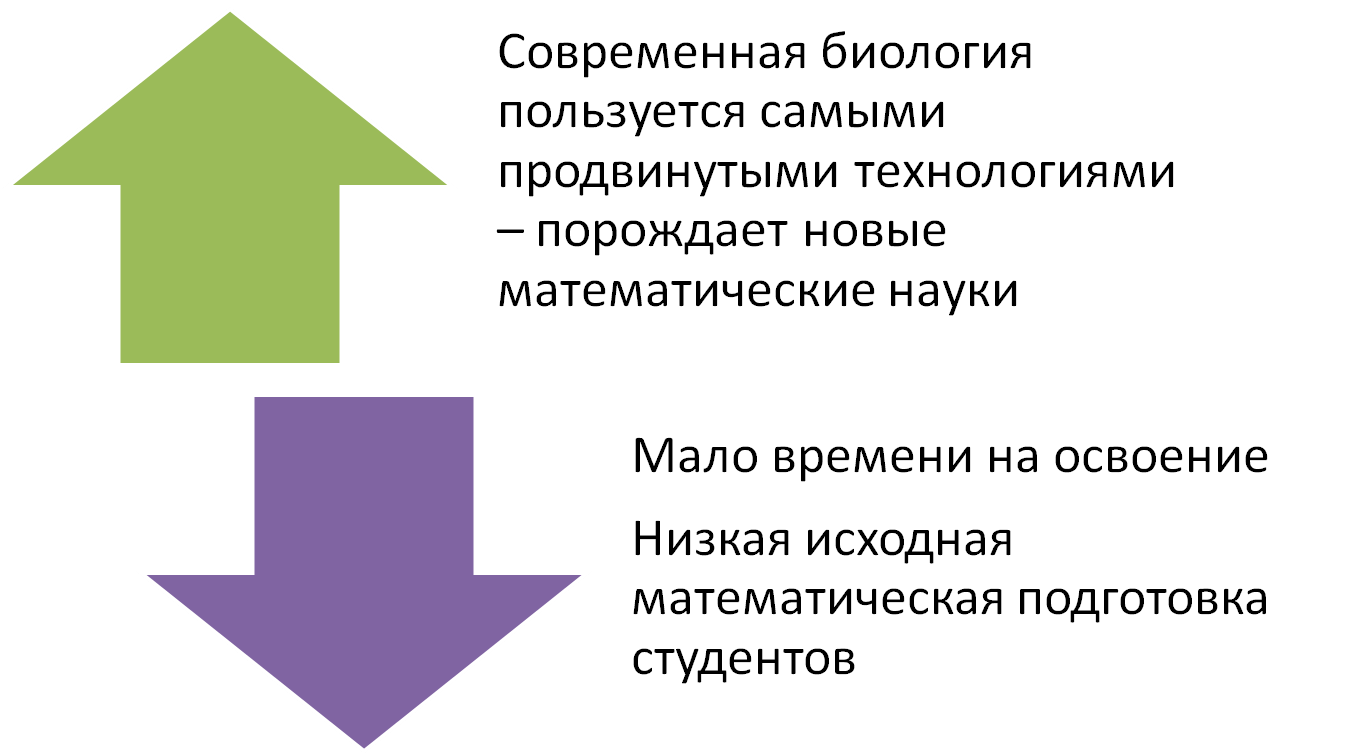 Современная биология
пользуется самыми
продвинутыми технологиями
– порождает новые
математические науки
Мало времени на освоение
Низкая исходная
математическая подготовка
студентов